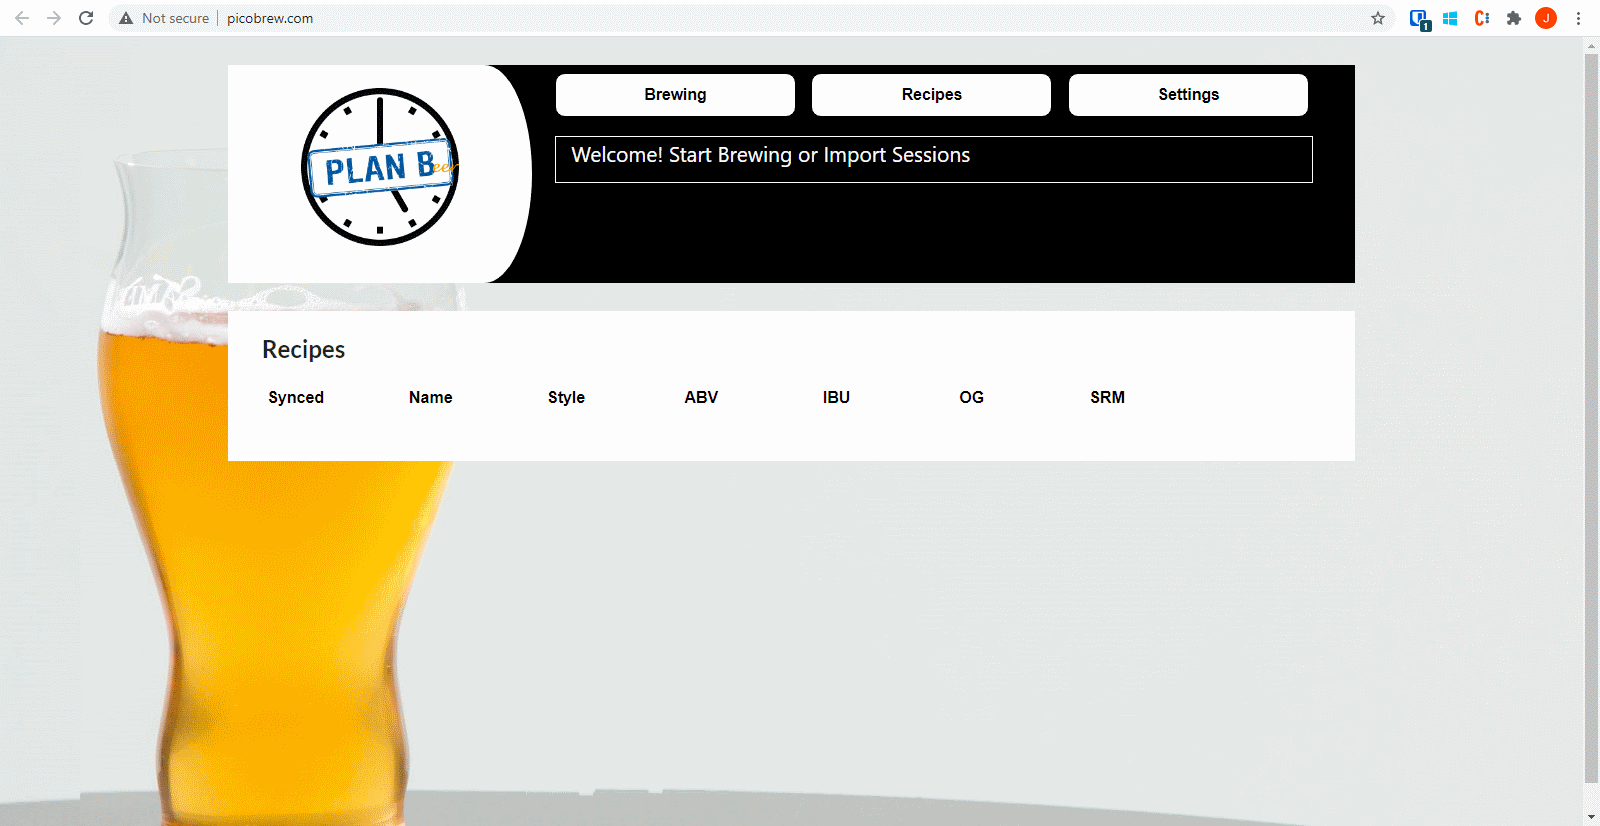 Not secure | picobrew.com
1
J
Brewing
Recipes
Settings
PLAN Beer
Welcome! Start Brewing or Import Sessions
Recipes
Synced Name Style ABV IBU OG SRM